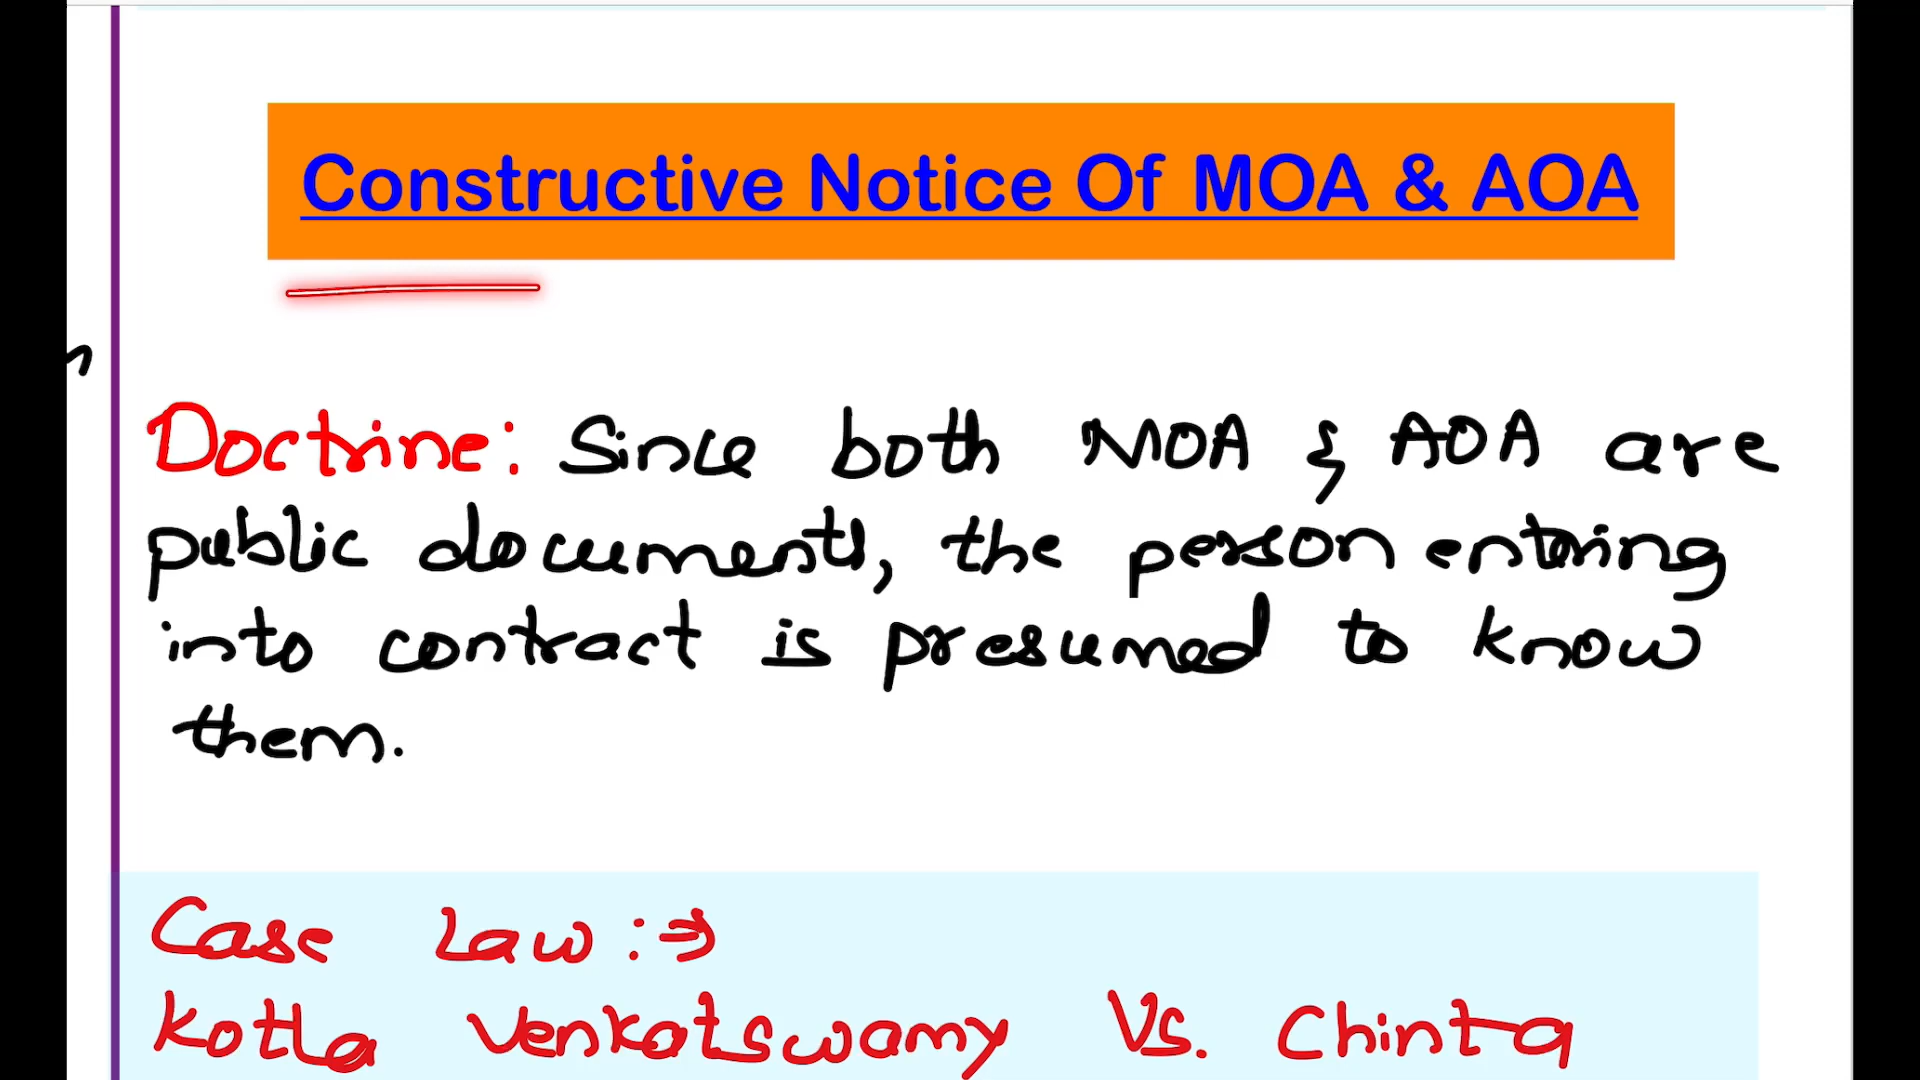 Constructive Notice Of MOA & AOA
Doctrine: Since both MOA & AOA are
public documents, the person entering
into contract is presumed to know
them.
Case Law :⇒
Kotla Venkatswamy Vs. Chinta